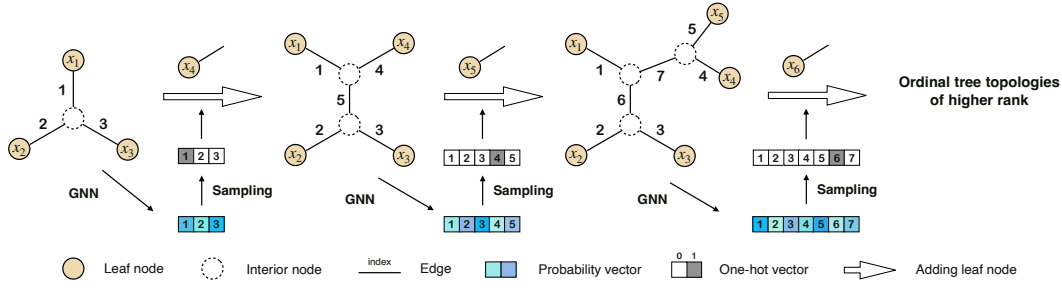 x1
1
2
3
x2
x3
GNN
1 2 3
Sampling
1 2 3
x4
x1
x4
1
4
5
2
3
x2
x3
GNN
1 2 3 4 5
Sampling
1 2 3 4 5
x5
x1
x5
x4
1
5
7
4
6
2
3
x2
x3
GNN
1 2 3 4 5 6 7
Sampling
1 2 3 4 5 6 7
x6
Ordinal tree topologies
of higher rank
Leaf node
Interior node
index
Edge
Probability vector
0 1
One-hot vector
Adding leaf node